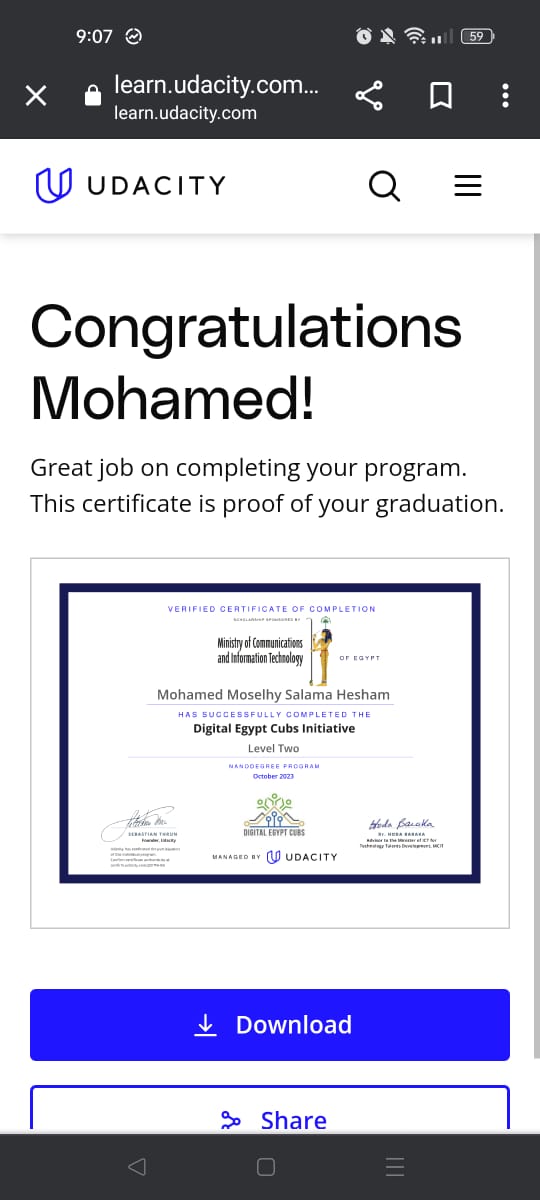 9:07
59
learn.udacity.com...
learn.udacity.com
UDACITY
Congratulations
Mohamed!
Great job on completing your program.
This certificate is proof of your graduation.
VERIFIED CERTIFICATE OF COMPLETION
SCHOLARSHIP SPONSORED BY
Ministry of Communications
and Information Technology
OF EGYPT
Mohamed Moselhy Salama Hesham
HAS SUCCESSFULLY COMPLETED THE
Digital Egypt Cubs Initiative
Level Two
NANODEGREE PROGRAM
October 2023
SEBASTIAN THRUN
Founder, Udacity
DIGITAL EGYPT CUBS
MANAGED BY UDACITY
Hoda Baraka
Dr. HODA BARAKA
Advisor to the Minister of ICT for
Technology Talents Development, MCIT
Download
Share